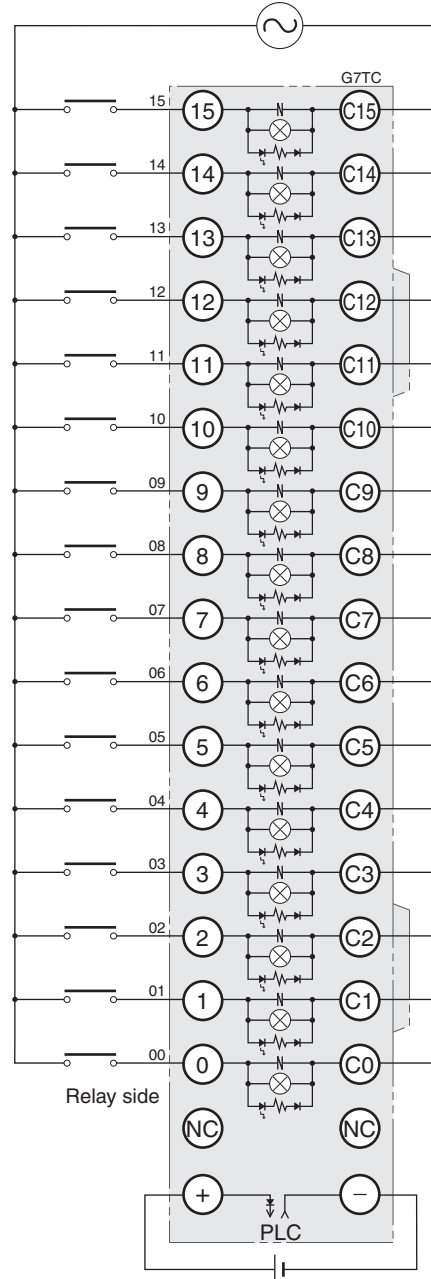 G7TC
15 15 N C15
14 14 N C14
13 13 N C13
12 12 N C12
11 11 N C11
10 10 N C10
09 9 N C9
08 8 N C8
07 7 N C7
06 6 N C6
05 5 N C5
04 4 N C4
03 3 N C3
02 2 N C2
01 1 N C1
00 0 N C0
Relay side
NC NC
+ −
PLC